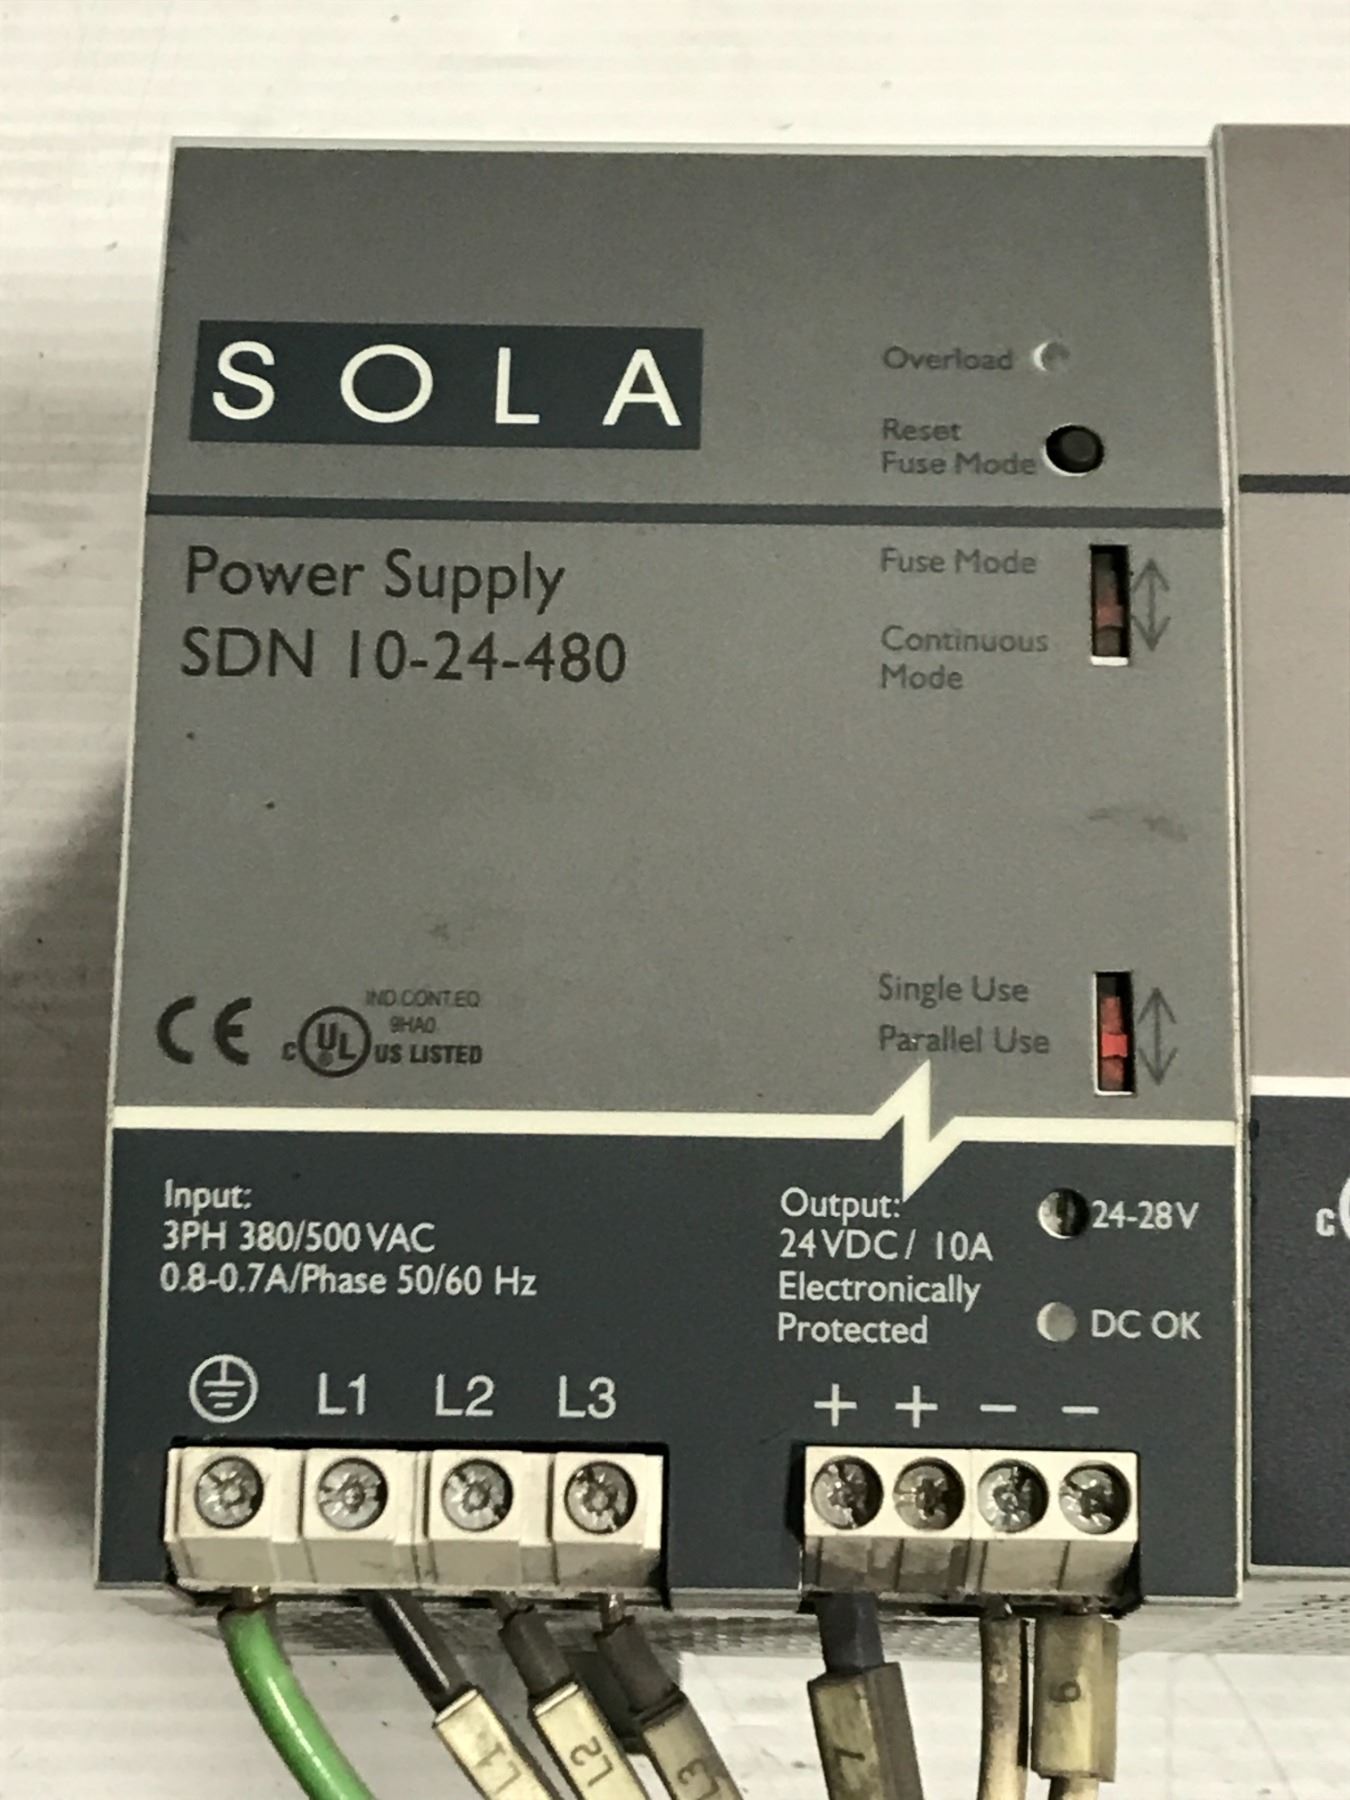 SOLA
Overload
Reset
Fuse Mode
Power Supply
SDN 10-24-480
Fuse Mode
Continuous
Mode
Single Use
Parallel Use
CE
IND.CONT.EQ
9HA0
c UL US LISTED
Input:
3PH 380/500 VAC
0.8-0.7A/Phase 50/60 Hz
Output:
24VDC/ 10A
Electronically
Protected
24-28V
DC OK
L1 L2 L3
+ + − −
L1 L2 L3
7
c